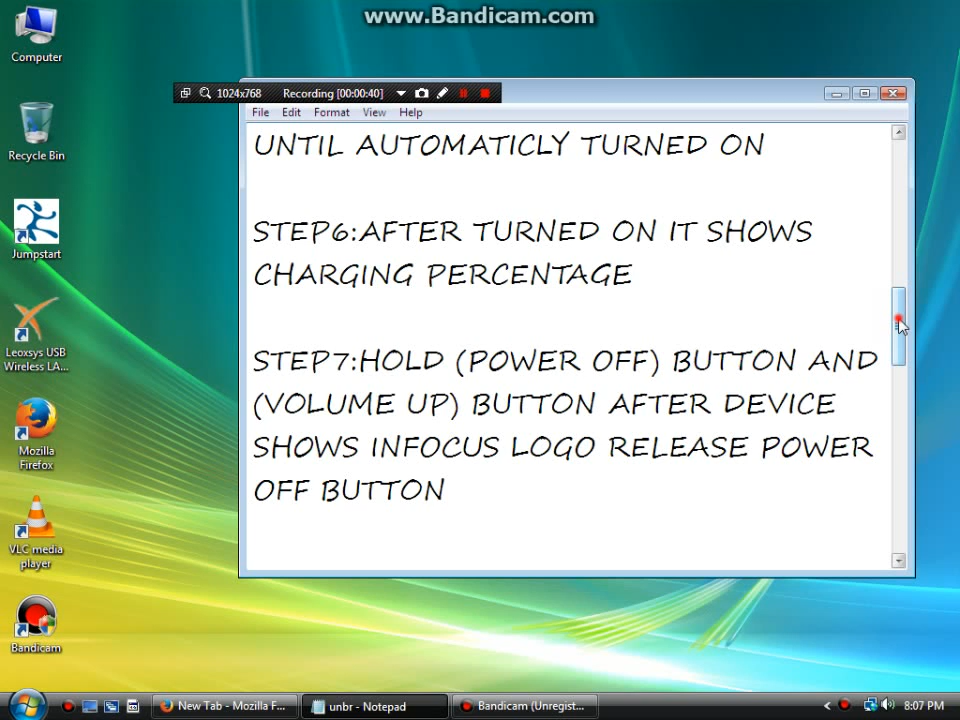 www.Bandicam.com
Computer
1024x768 Recording [00:00:40]
File Edit Format View Help
UNTIL AUTOMATICLY TURNED ON
STEP6:AFTER TURNED ON IT SHOWS
CHARGING PERCENTAGE
STEP7:HOLD (POWER OFF) BUTTON AND
(VOLUME UP) BUTTON AFTER DEVICE
SHOWS INFOCUS LOGO RELEASE POWER
OFF BUTTON
Recycle Bin
Jumpstart
Leoxsys USB
Wireless LA...
Mozilla
Firefox
VLC media
player
Bandicam
New Tab - Mozilla F...
unbr - Notepad
Bandicam (Unregist...
8:07 PM